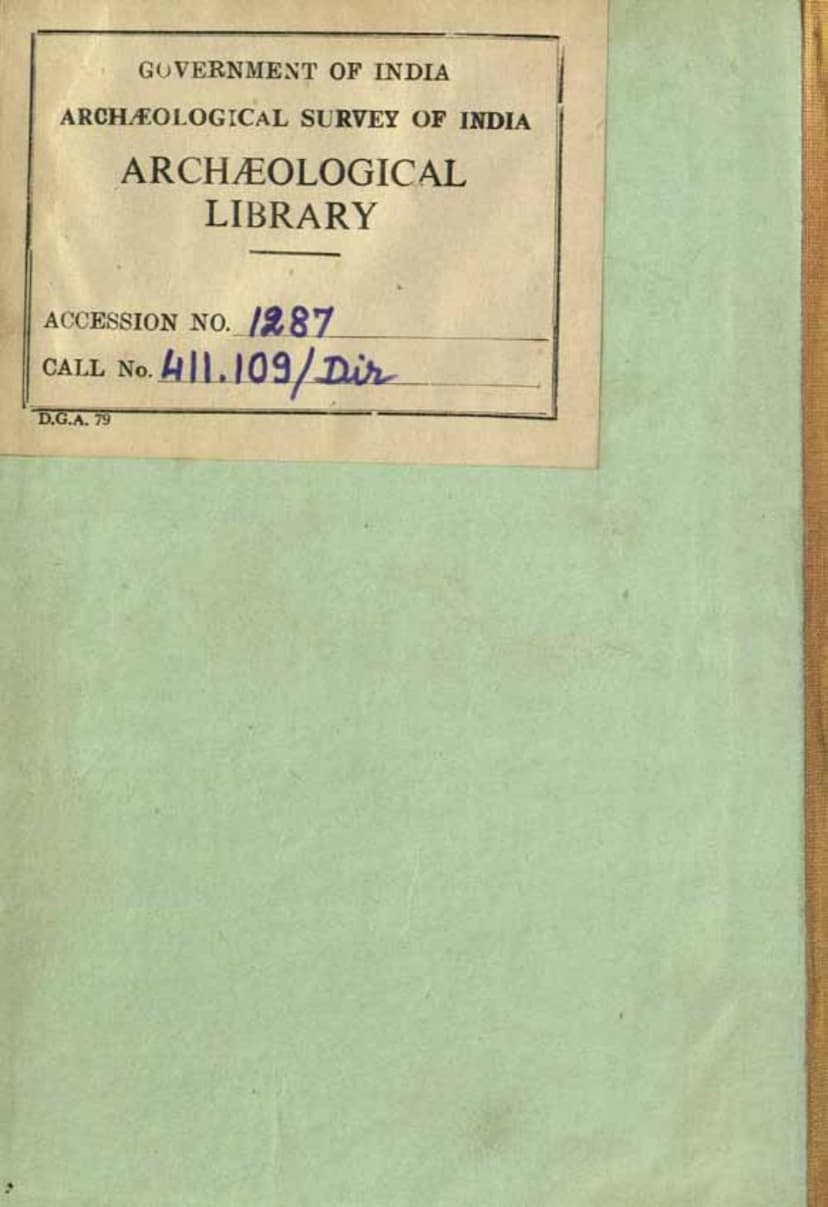 GOVERNMENT OF INDIA
ARCHÆOLOGICAL SURVEY OF INDIA
ARCHÆOLOGICAL
LIBRARY
ACCESSION NO. 1287
CALL No. 411.109/Dir
D.G.A. 79